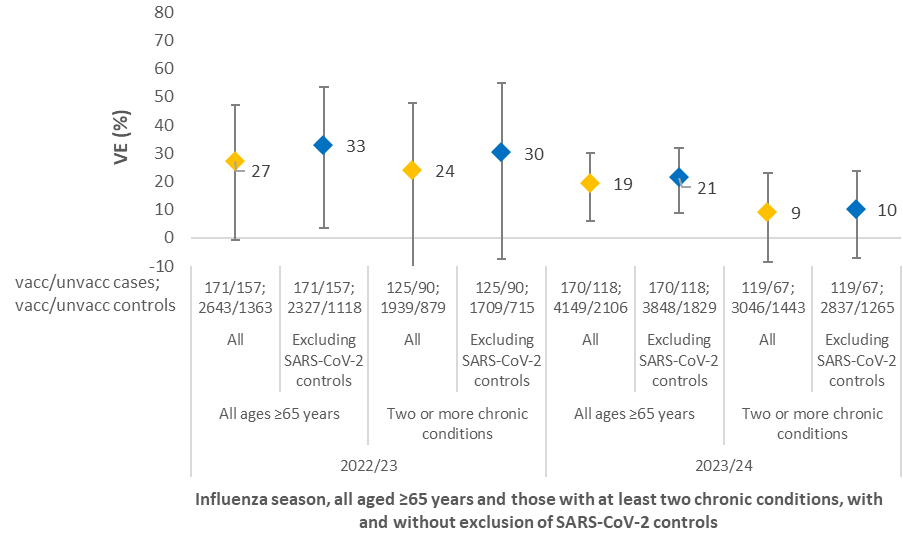 80
70
60
50
40
30
20
10
0
-10
VE (%)
27
33
24
30
19
21
9
10
vacc/unvacc cases;
vacc/unvacc controls
171/157; 171/157; 125/90; 125/90; 170/118; 170/118; 119/67; 119/67;
2643/1363 2327/1118 1939/879 1709/715 4149/2106 3848/1829 3046/1443 2837/1265
All Excluding All Excluding All Excluding All Excluding
SARS-CoV-2 SARS-CoV-2 SARS-CoV-2 SARS-CoV-2
controls controls controls controls
All ages ≥65 years Two or more chronic All ages ≥65 years Two or more chronic
conditions conditions
2022/23 2023/24
Influenza season, all aged ≥65 years and those with at least two chronic conditions, with
and without exclusion of SARS-CoV-2 controls